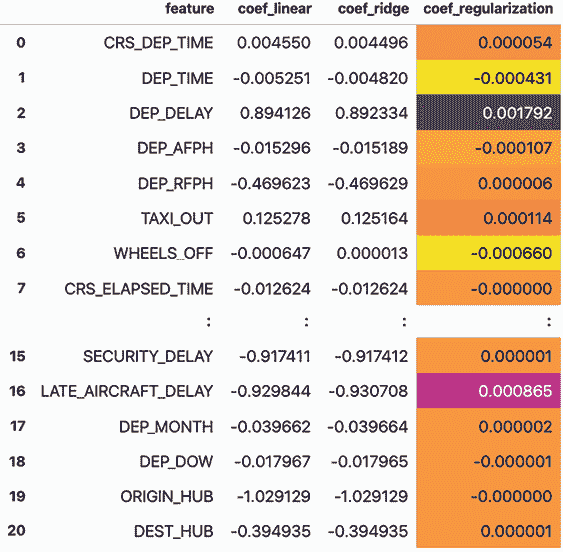 feature coef_linear coef_ridge coef_regularization
0 CRS_DEP_TIME 0.004550 0.004496 0.000054
1 DEP_TIME -0.005251 -0.004820 -0.000431
2 DEP_DELAY 0.894126 0.892334 0.001792
3 DEP_AFPH -0.015296 -0.015189 -0.000107
4 DEP_RFPH -0.469623 -0.469629 0.000006
5 TAXI_OUT 0.125278 0.125164 0.000114
6 WHEELS_OFF -0.000647 0.000013 -0.000660
7 CRS_ELAPSED_TIME -0.012624 -0.012624 -0.000000
: : : :
15 SECURITY_DELAY -0.917411 -0.917412 0.000001
16 LATE_AIRCRAFT_DELAY -0.929844 -0.930708 0.000865
17 DEP_MONTH -0.039662 -0.039664 0.000002
18 DEP_DOW -0.017967 -0.017965 -0.000001
19 ORIGIN_HUB -1.029129 -1.029129 -0.000000
20 DEST_HUB -0.394935 -0.394935 0.000001